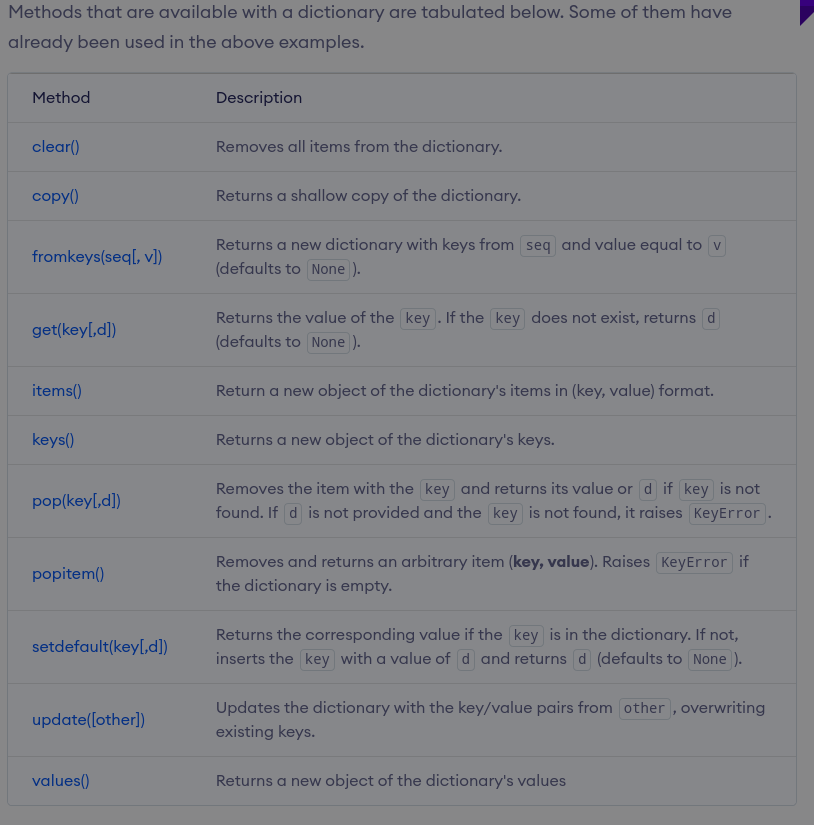 Methods that are available with a dictionary are tabulated below. Some of them have
already been used in the above examples.
Method Description
clear() Removes all items from the dictionary.
copy() Returns a shallow copy of the dictionary.
fromkeys(seq[, v]) Returns a new dictionary with keys from seq and value equal to v
(defaults to None ).
get(key[,d]) Returns the value of the key . If the key does not exist, returns d
(defaults to None ).
items() Return a new object of the dictionary's items in (key, value) format.
keys() Returns a new object of the dictionary's keys.
pop(key[,d]) Removes the item with the key and returns its value or d if key is not
found. If d is not provided and the key is not found, it raises KeyError .
popitem() Removes and returns an arbitrary item (key, value). Raises KeyError if
the dictionary is empty.
setdefault(key[,d]) Returns the corresponding value if the key is in the dictionary. If not,
inserts the key with a value of d and returns d (defaults to None ).
update([other]) Updates the dictionary with the key/value pairs from other , overwriting
existing keys.
values() Returns a new object of the dictionary's values